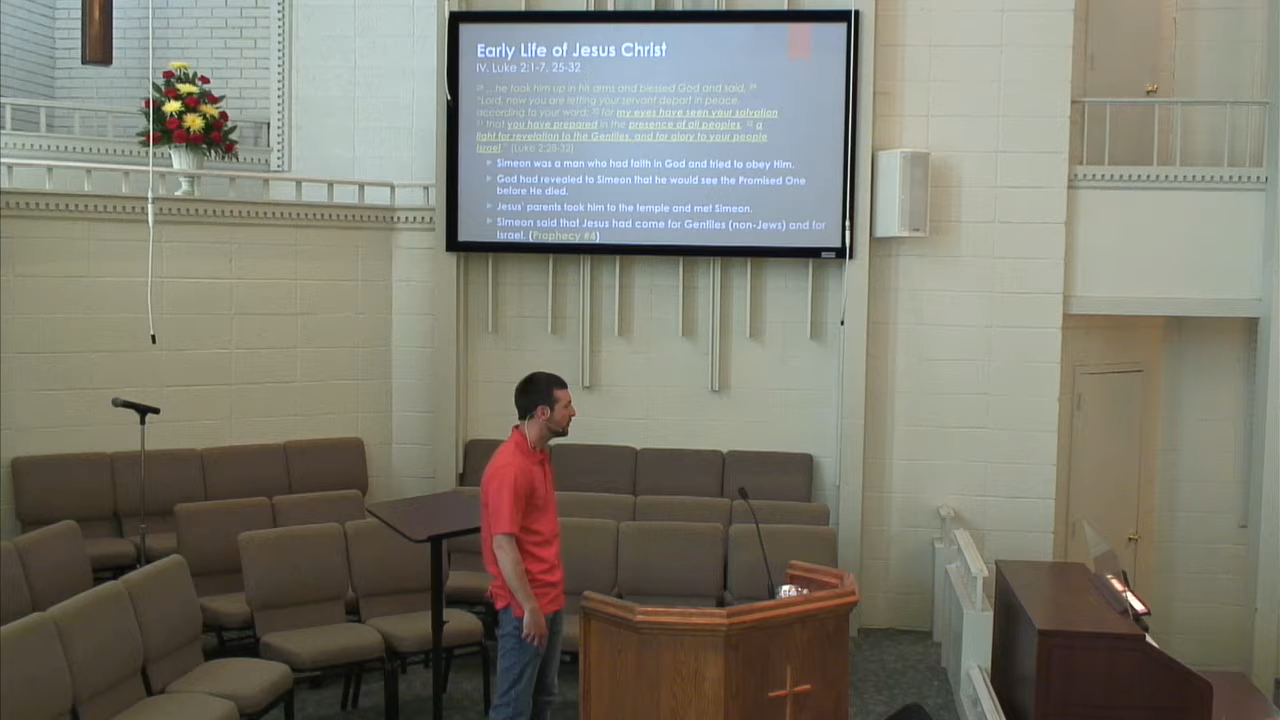 Early Life of Jesus Christ
IV. Luke 2:1-7, 25-32
28 ...he took him up in his arms and blessed God and said, 29
"Lord, now you are letting your servant depart in peace,
according to your word; 30 for my eyes have seen your salvation
31 that you have prepared in the presence of all peoples, 32 a
light for revelation to the Gentiles, and for glory to your people
Israel." (Luke 2:28-32)
Simeon was a man who had faith in God and tried to obey Him.
God had revealed to Simeon that he would see the Promised One
before He died.
Jesus' parents took him to the temple and met Simeon.
Simeon said that Jesus had come for Gentiles (non-Jews) and for
Israel. (Prophecy #4)